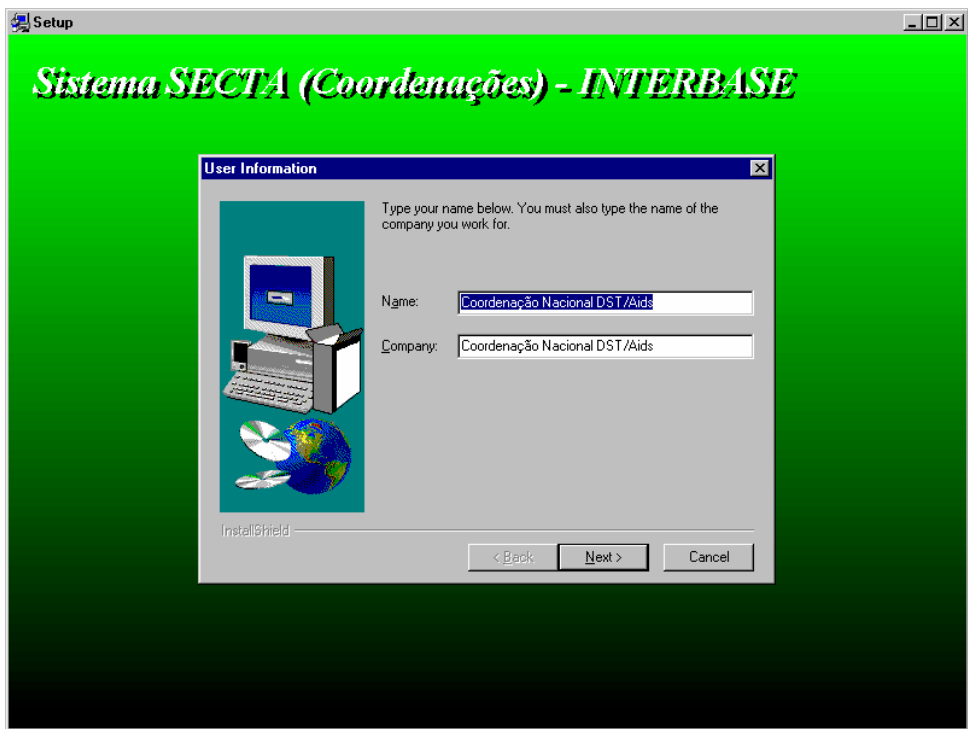 Setup
Sistema SECTA (Coordenações) - INTERBASE
User Information
Type your name below. You must also type the name of the
company you work for.
Name: Coordenação Nacional DST/Aids
Company: Coordenação Nacional DST/Aids
InstallShield
< Back Next > Cancel